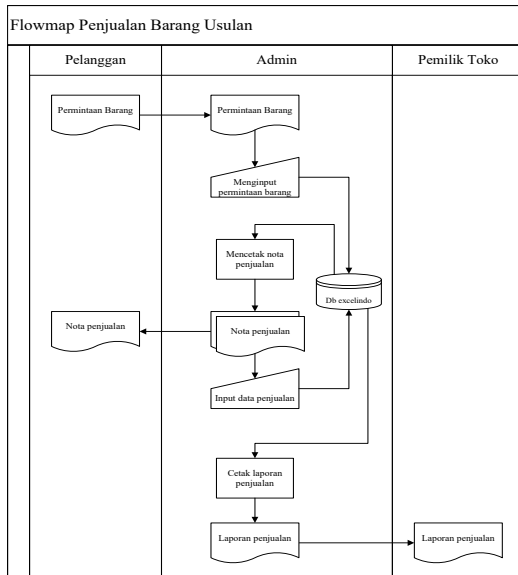 Flowmap Penjualan Barang Usulan
Pelanggan
Admin
Pemilik Toko
Permintaan Barang
Permintaan Barang
Menginput
permintaan barang
Mencetak nota
penjualan
Db excelindo
Nota penjualan
Nota penjualan
Input data penjualan
Cetak laporan
penjualan
Laporan penjualan
Laporan penjualan